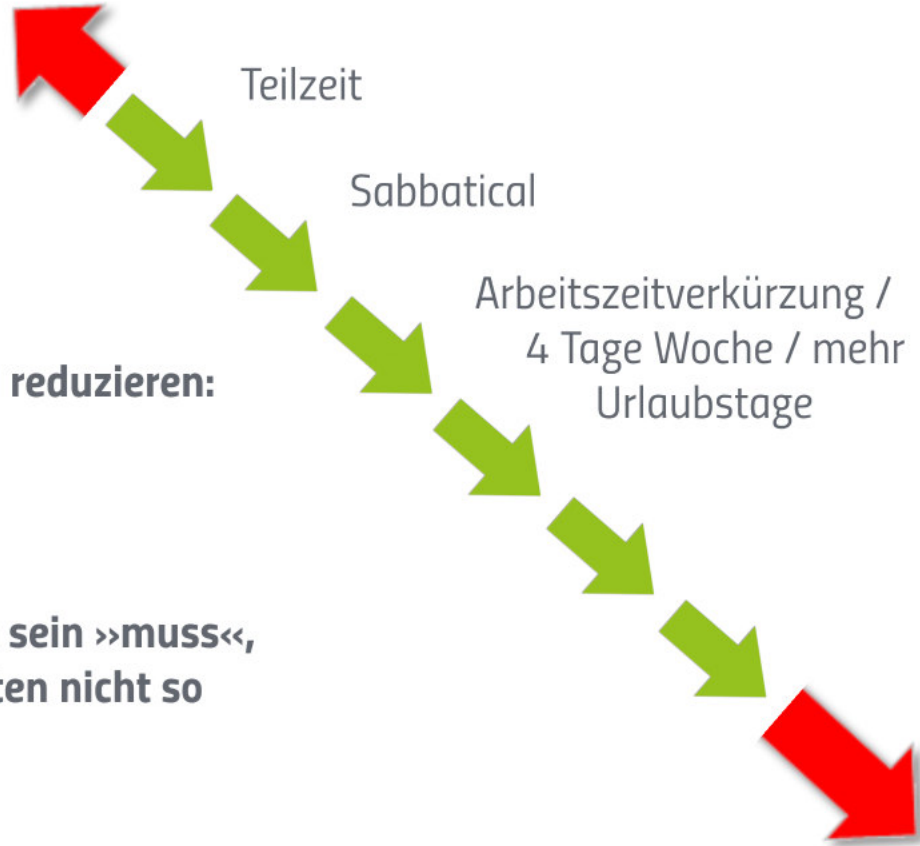 Teilzeit
Sabbatical
Arbeitszeitverkürzung /
4 Tage Woche / mehr
Urlaubstage
reduzieren:
sein »muss«,
ten nicht so